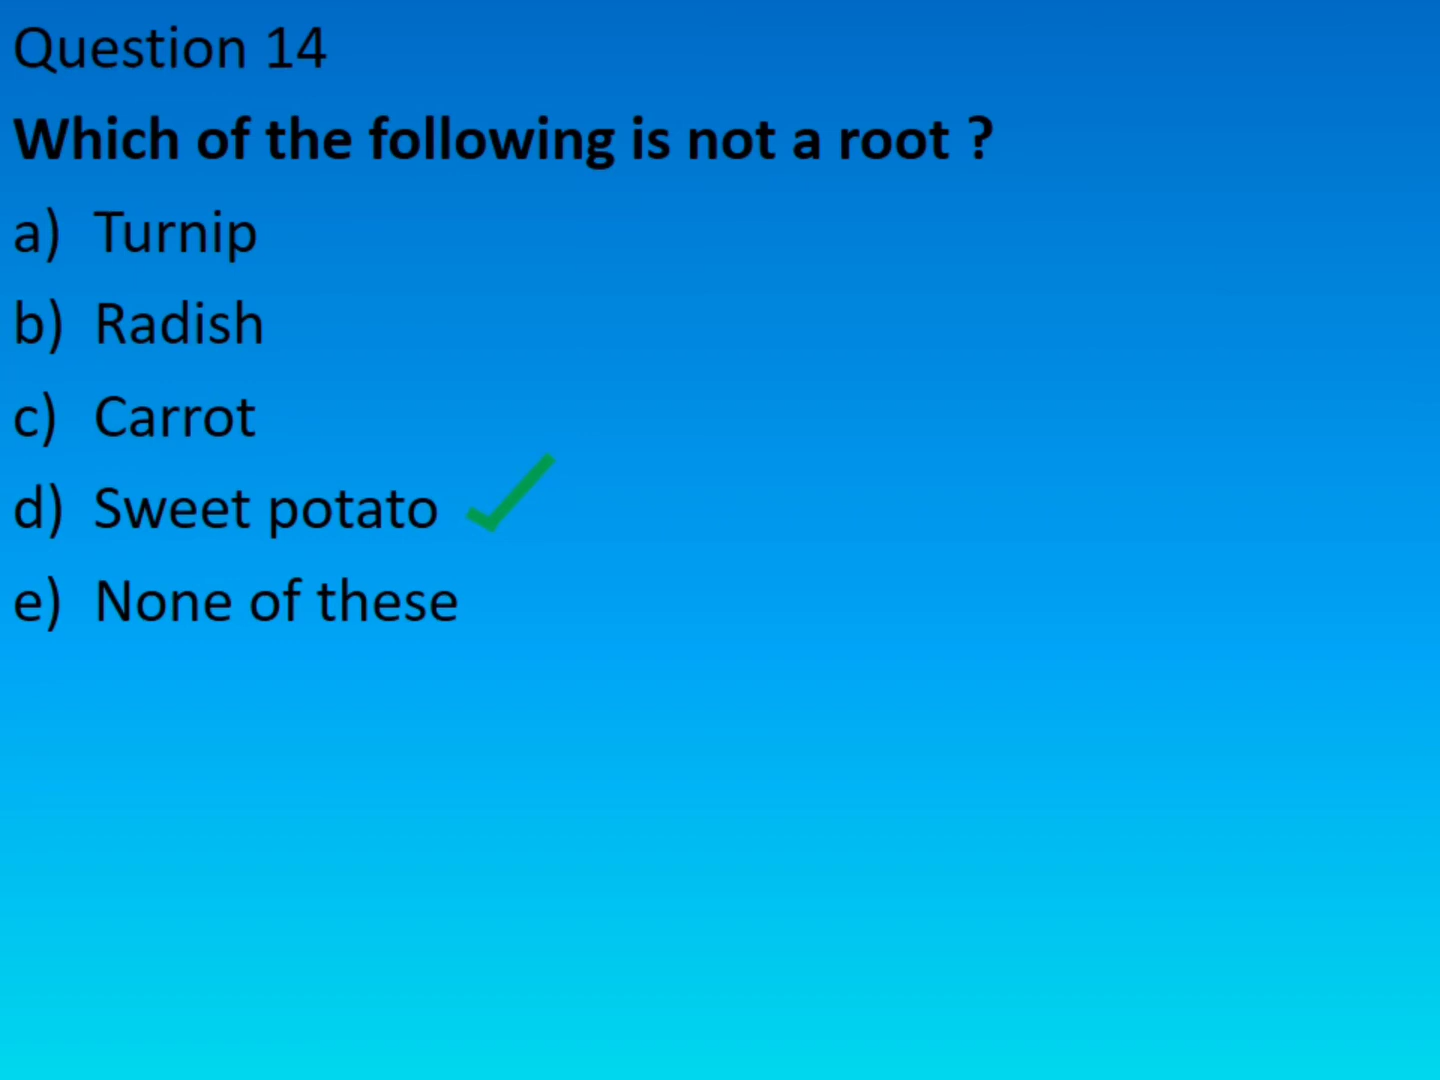 Question 14
Which of the following is not a root ?
a) Turnip
b) Radish
c) Carrot
d) Sweet potato
e) None of these